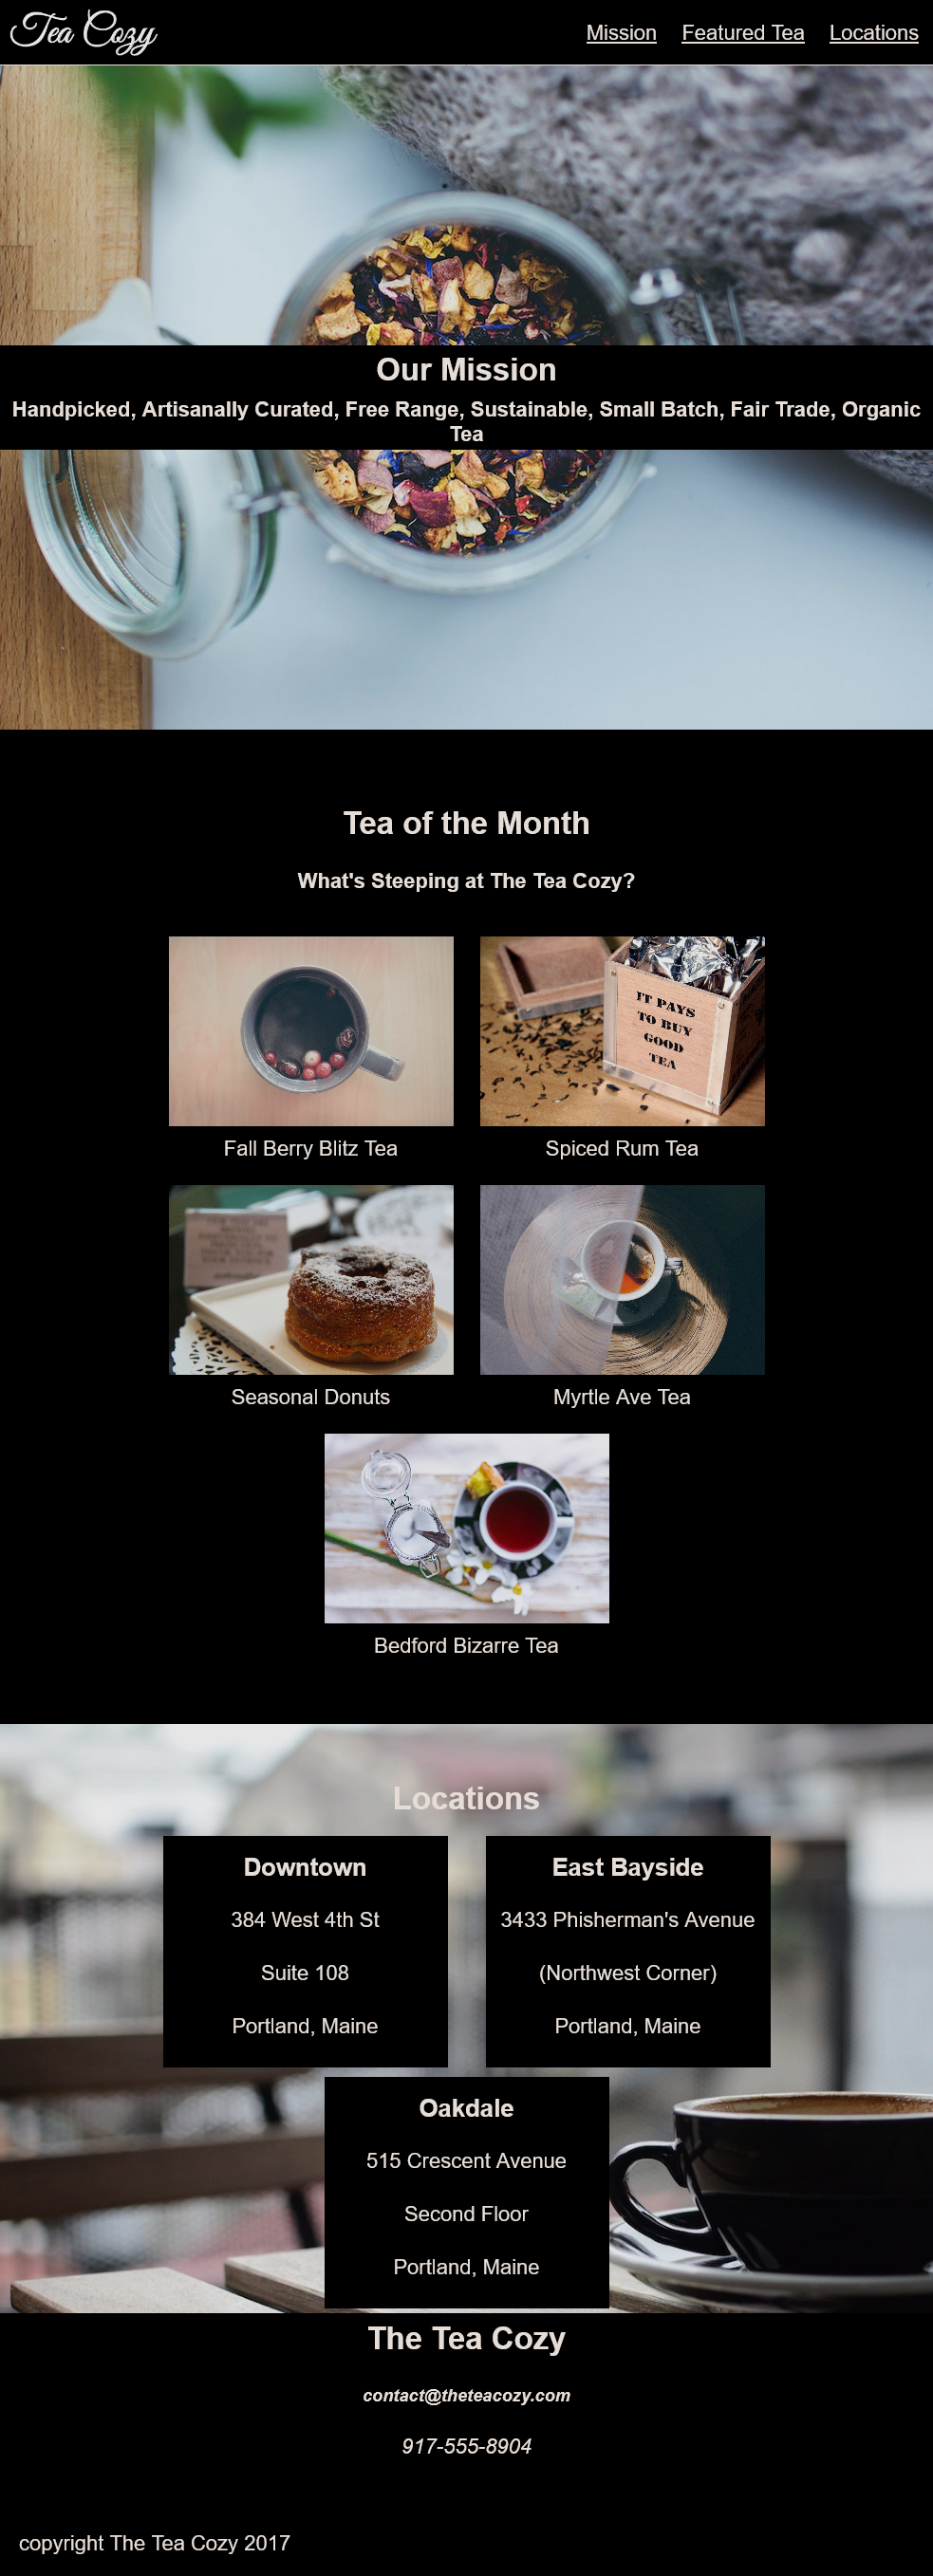 Tea Cozy
Mission Featured Tea Locations
Our Mission
Handpicked, Artisanally Curated, Free Range, Sustainable, Small Batch, Fair Trade, Organic
Tea
Tea of the Month
What's Steeping at The Tea Cozy?
IT PAYS
TO BUY
GOOD
TEA
Fall Berry Blitz Tea
Spiced Rum Tea
Seasonal Donuts
Myrtle Ave Tea
Bedford Bizarre Tea
Locations
Downtown
384 West 4th St
Suite 108
Portland, Maine
East Bayside
3433 Phisherman's Avenue
(Northwest Corner)
Portland, Maine
Oakdale
515 Crescent Avenue
Second Floor
Portland, Maine
The Tea Cozy
contact@theteacozy.com
917-555-8904
copyright The Tea Cozy 2017